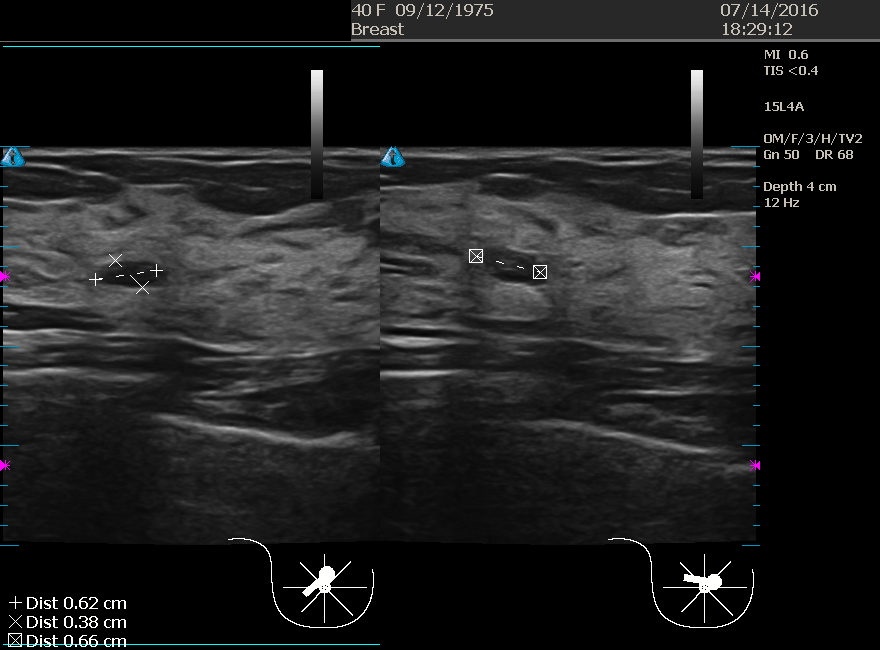 40 F 09/12/1975 07/14/2016
Breast 18:29:12
MI 0.6
TIS <0.4
15L4A
OM/F/3/H/TV2
Gn 50 DR 68
Depth 4 cm
12 Hz
Dist 0.62 cm
Dist 0.38 cm
Dist 0.66 cm